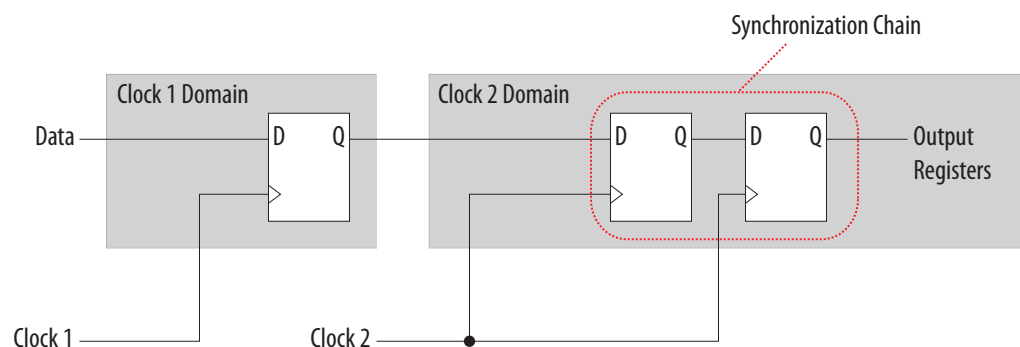 Synchronization Chain
Clock 1 Domain
Clock 2 Domain
Data
D Q
D Q
D Q
Output
Registers
Clock 1
Clock 2